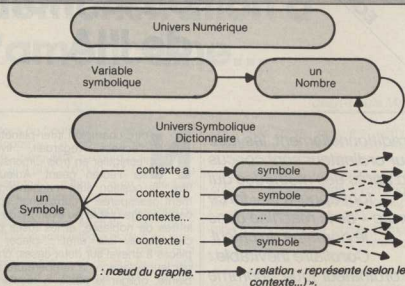 Univers Numérique
Variable
symbolique
un
Nombre
Univers Symbolique
Dictionnaire
un
Symbole
contexte a
symbole
contexte b
symbole
contexte...
...
contexte i
symbole
: nœud du graphe.
: relation « représente (selon le
contexte...) ».